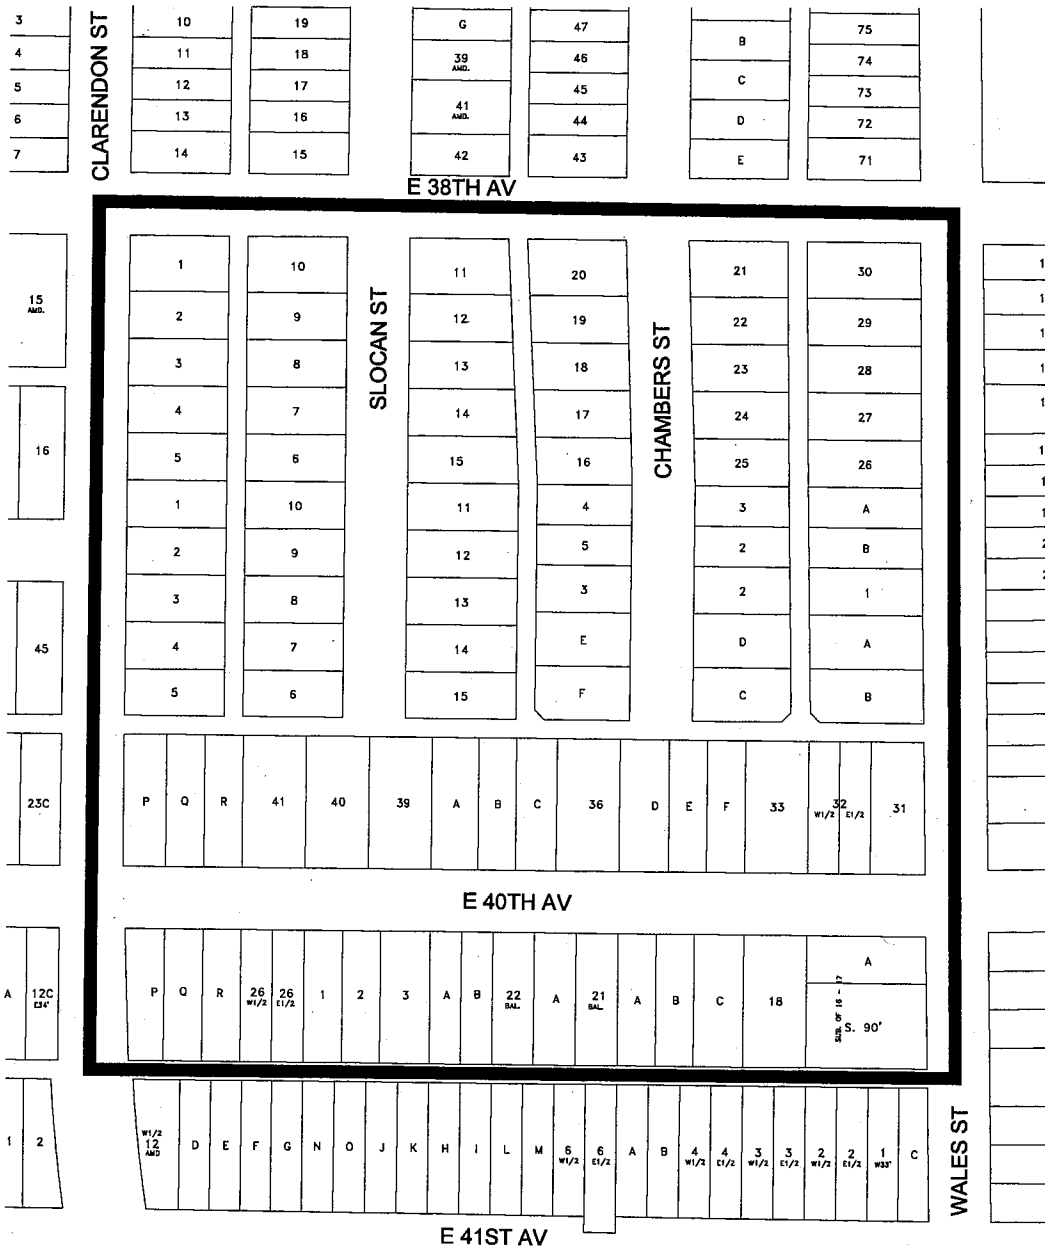 3 10 19 G 47 75
B
4 11 18 39 46 74
AMD.
5 12 17 C 73
45
6 13 16 41 44 D 72
AMD.
7 14 15 42 43 E 71
CLARENDON ST
E 38TH AV
1 10 11 20 21 30
15
AMD.
2 9 12 19 22 29
3 8 13 18 23 28
SLOCAN ST
CHAMBERS ST
4 7 14 17 24 27
16 5 6 15 16 25 26
1 10 11 4 3 A
2 9 12 5 2 B
3 8 13 3 2 1
45 4 7 14 E D A
5 6 15 F C B
23C P Q R 41 40 39 A B C 36 D E F 33 32 31
W1/2 E1/2
E 40TH AV
A
A 12C P Q R 26 26 1 2 3 A B 22 A 21 A B C 18
E34' W1/2 E1/2 BAL. BAL.
SUB. OF 16 - 17
S. 90'
1 2 12 D E F G N O J K H I L M 6 6 A B 4 4 3 3 2 2 1 C
W1/2 AMD W1/2 E1/2 W1/2 E1/2 W1/2 E1/2 W1/2 E1/2 W33'
WALES ST
E 41ST AV